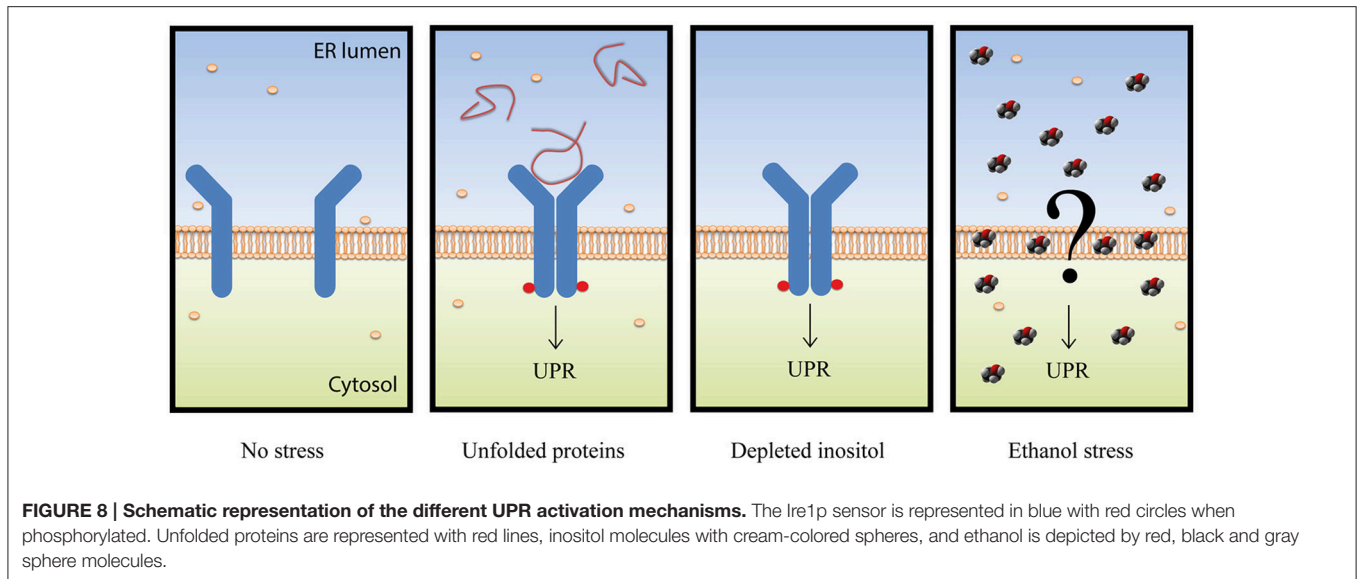 ER lumen
Cytosol
UPR
UPR
?
UPR
No stress
Unfolded proteins
Depleted inositol
Ethanol stress
FIGURE 8 | Schematic representation of the different UPR activation mechanisms. The Ire1p sensor is represented in blue with red circles when
phosphorylated. Unfolded proteins are represented with red lines, inositol molecules with cream-colored spheres, and ethanol is depicted by red, black and gray
sphere molecules.